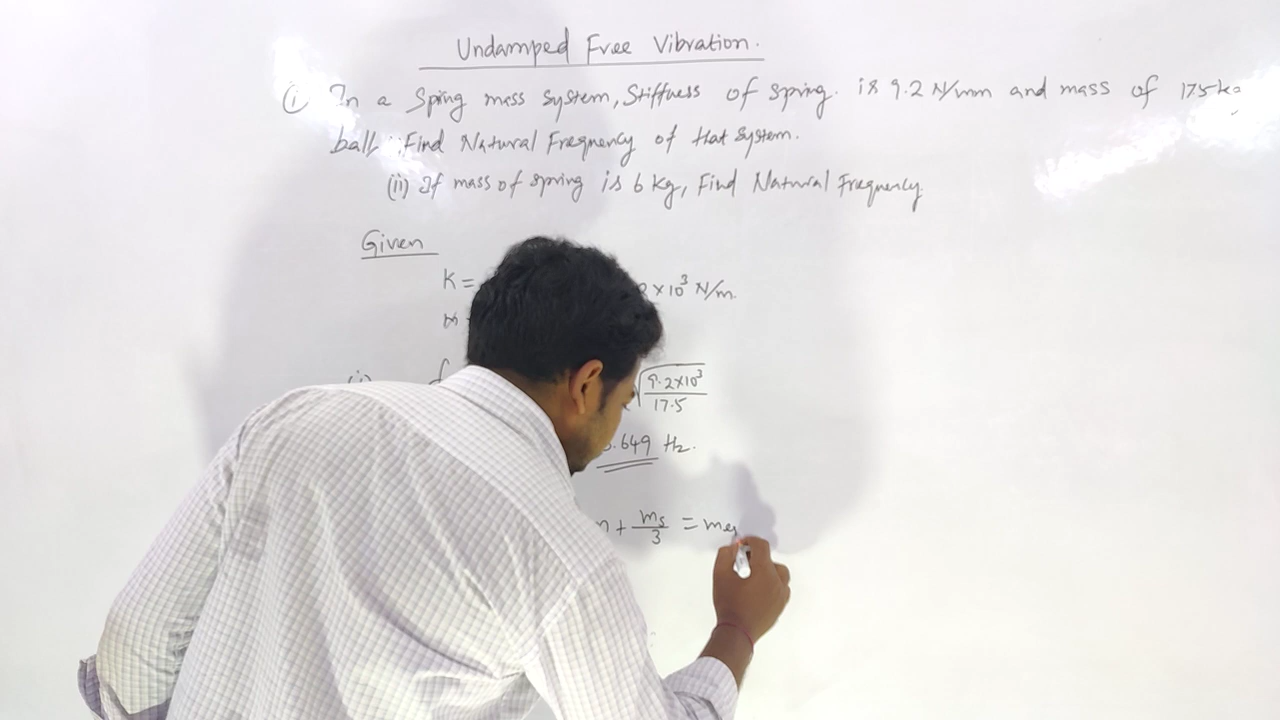 Undamped Free Vibration.
(i) In a Spring mass System, Stiffness of Spring. is 9.2 N/mm and mass of 17.5 kg
ball. Find Natural Frequency of that System.
(ii) If mass of spring is 6 kg, Find Natural Frequency.
Given
K =
× 10³ N/m.
m
(i) f
√ 9.2×10³ / 17.5
.649 Hz.
m + ms/3 = me